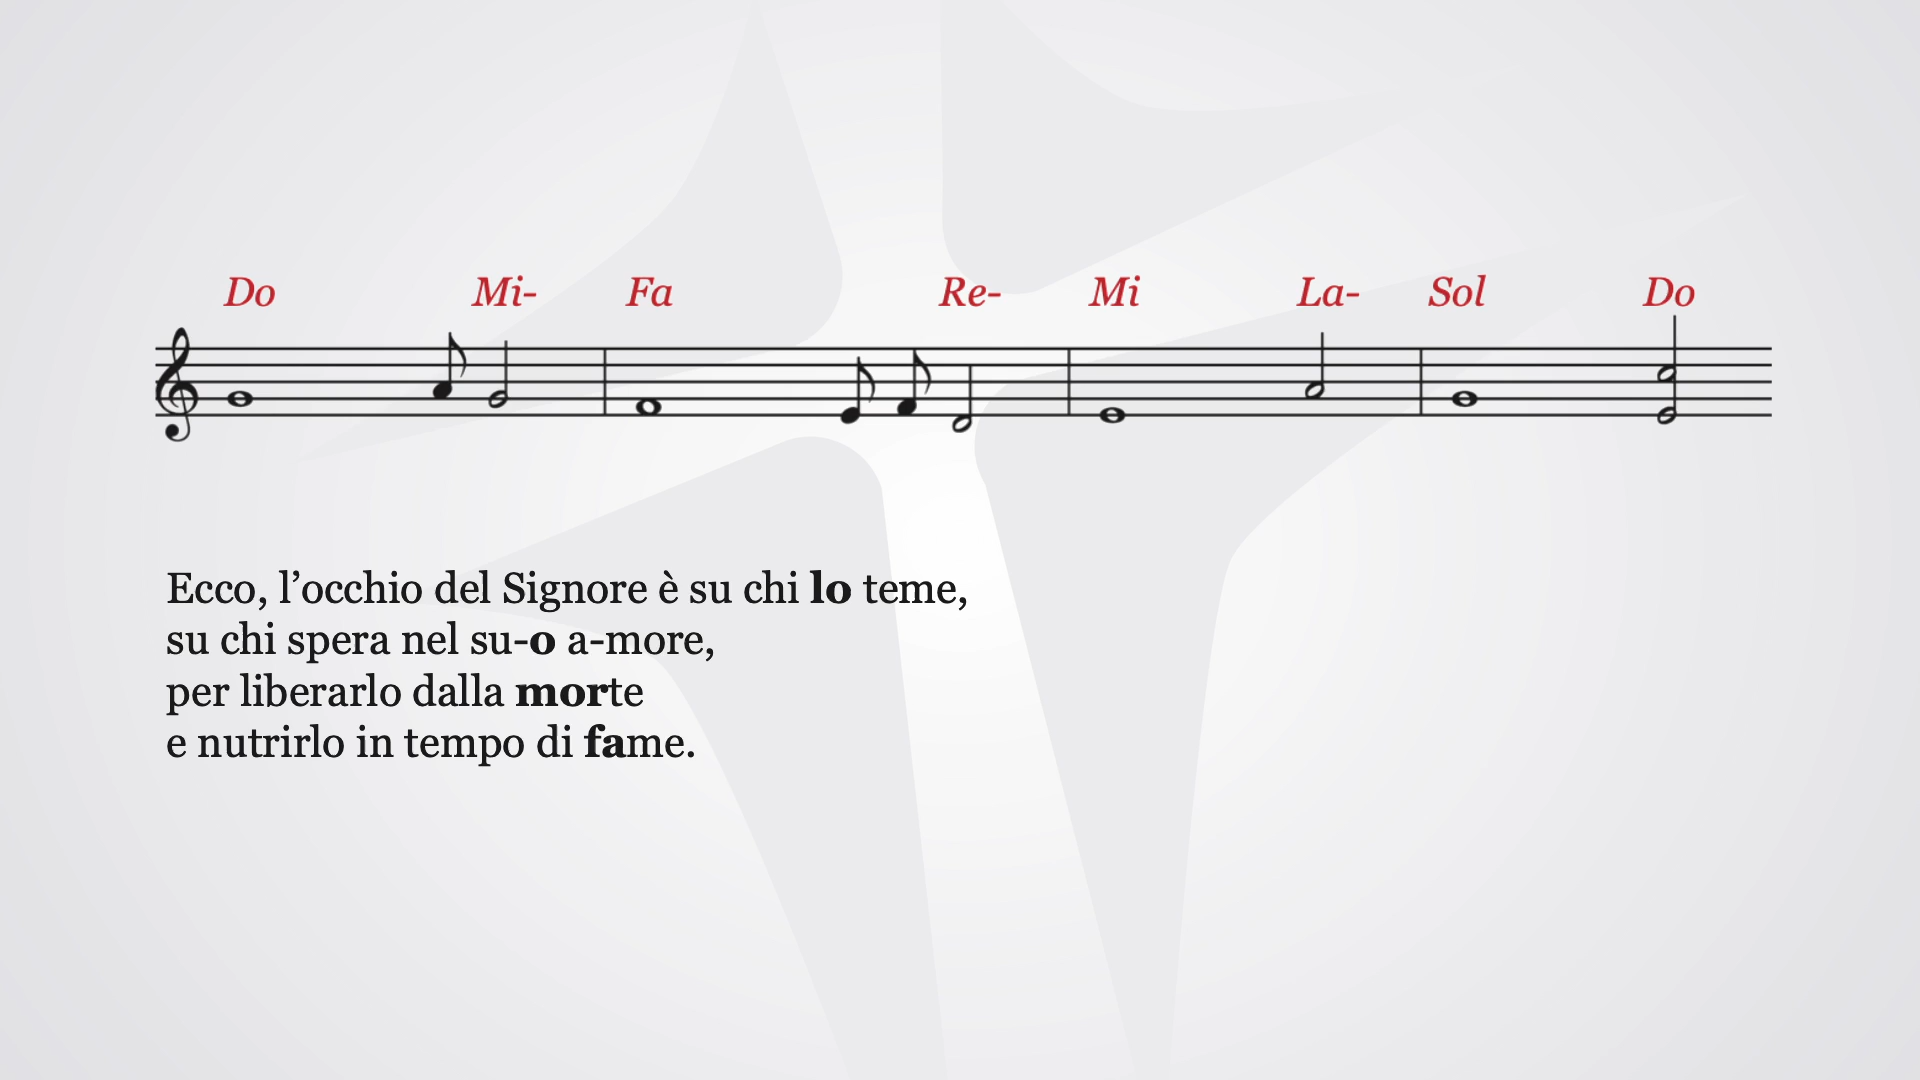 Do Mi- Fa Re- Mi La- Sol Do
Ecco, l’occhio del Signore è su chi lo teme,
su chi spera nel su-o a-more,
per liberarlo dalla morte
e nutrirlo in tempo di fame.